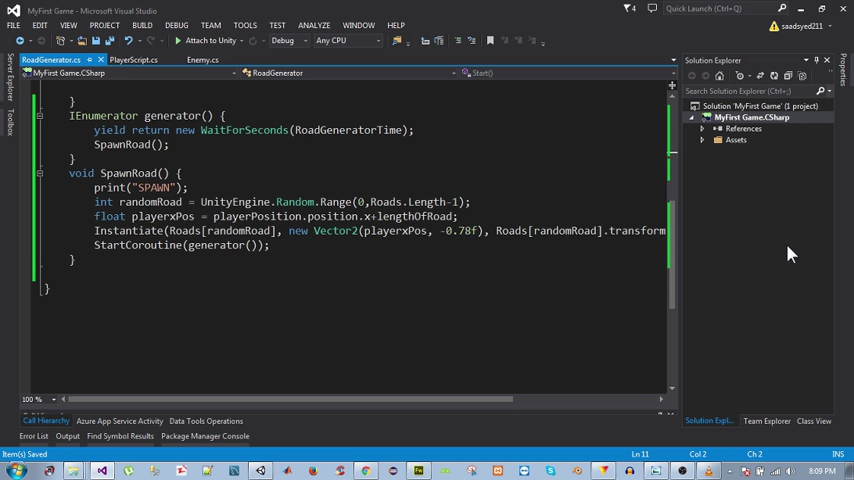 MyFirst Game - Microsoft Visual Studio
4
Quick Launch (Ctrl+Q)
FILE EDIT VIEW PROJECT BUILD DEBUG TEAM TOOLS TEST ANALYZE WINDOW HELP
saadsyed211
Attach to Unity Debug Any CPU
RoadGenerator.cs PlayerScript.cs Enemy.cs
MyFirst Game.CSharp RoadGenerator Start()
Server Explorer
Toolbox
}
IEnumerator generator() {
yield return new WaitForSeconds(RoadGeneratorTime);
SpawnRoad();
}
void SpawnRoad() {
print("SPAWN");
int randomRoad = UnityEngine.Random.Range(0,Roads.Length-1);
float playerxPos = playerPosition.position.x+lengthOfRoad;
Instantiate(Roads[randomRoad], new Vector2(playerxPos, -0.78f), Roads[randomRoad].transform
StartCoroutine(generator());
}
}
100 %
Solution Explorer
Search Solution Explorer (Ctrl+;)
Solution 'MyFirst Game' (1 project)
MyFirst Game.CSharp
References
Assets
Properties
Call Hierarchy Azure App Service Activity Data Tools Operations
Solution Expl... Team Explorer Class View
Error List Output Find Symbol Results Package Manager Console
Item(s) Saved Ln 11 Col 2 Ch 2 INS
8:09 PM